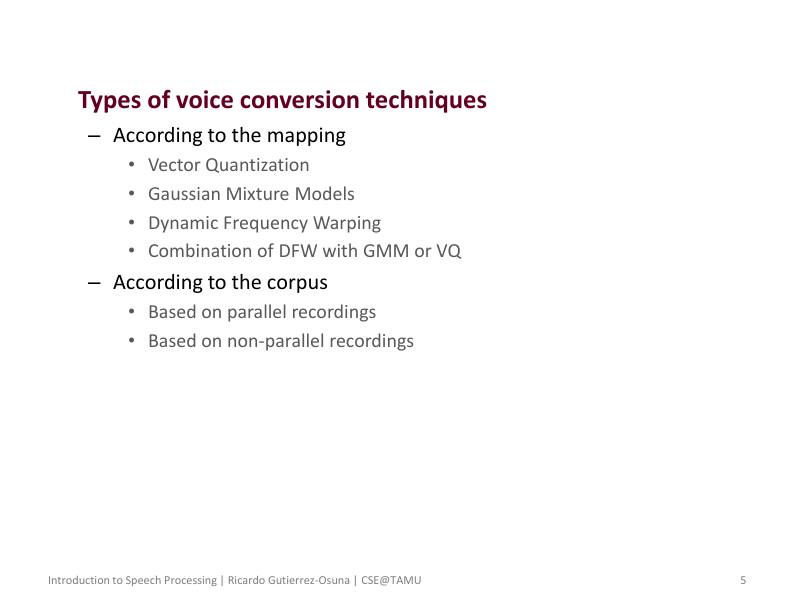 Types of voice conversion techniques
– According to the mapping
• Vector Quantization
• Gaussian Mixture Models
• Dynamic Frequency Warping
• Combination of DFW with GMM or VQ
– According to the corpus
• Based on parallel recordings
• Based on non-parallel recordings
Introduction to Speech Processing | Ricardo Gutierrez-Osuna | CSE@TAMU 5